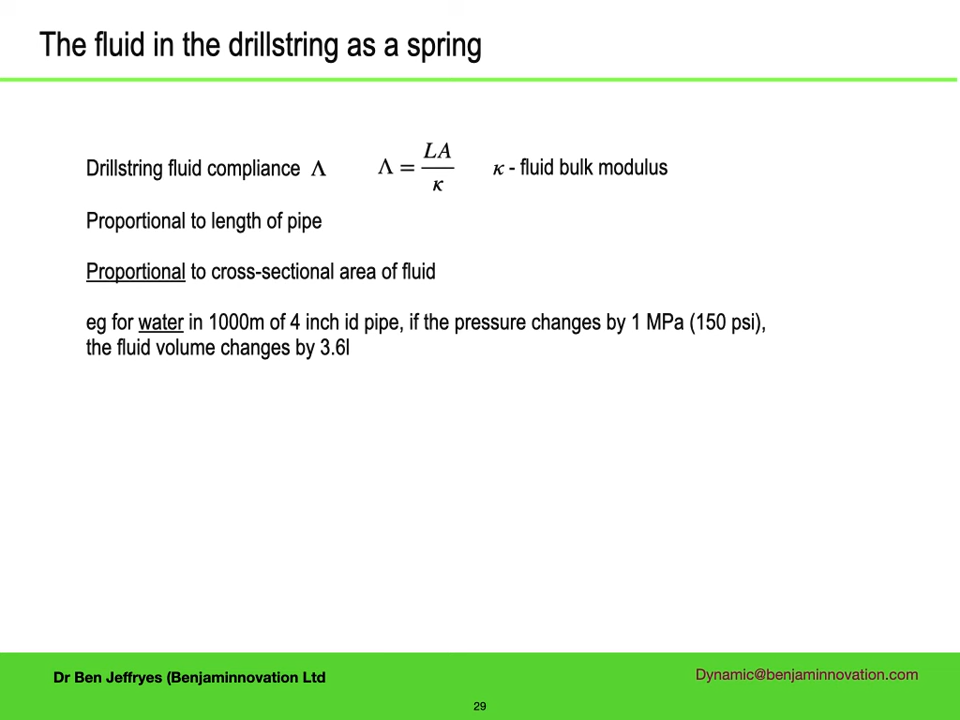 The fluid in the drillstring as a spring
Drillstring fluid compliance Λ Λ = LA / κ κ - fluid bulk modulus
Proportional to length of pipe
Proportional to cross-sectional area of fluid
eg for water in 1000m of 4 inch id pipe, if the pressure changes by 1 MPa (150 psi),
the fluid volume changes by 3.6l
Dr Ben Jeffryes (Benjaminnovation Ltd
Dynamic@benjaminnovation.com
29